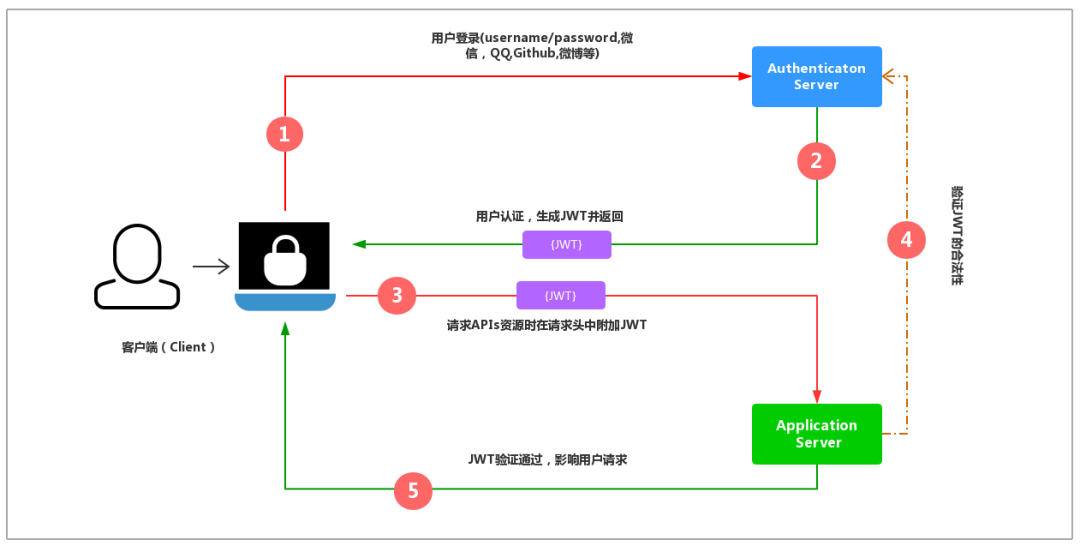 用户登录(username/password,微
信，QQ,Github,微博等)
Authenticaton
Server
1
2
用户认证，生成JWT并返回
{JWT}
验证JWT的合法性
4
3
{JWT}
请求APIs资源时在请求头中附加JWT
客户端（Client）
Application
Server
JWT验证通过，影响用户请求
5